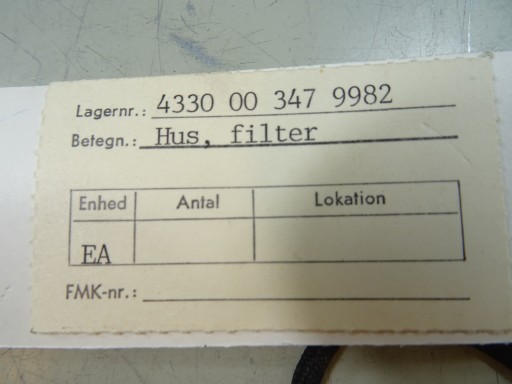 Lagernr.: 4330 00 347 9982
Betegn.: Hus, filter
Enhed Antal Lokation
EA
FMK-nr.: